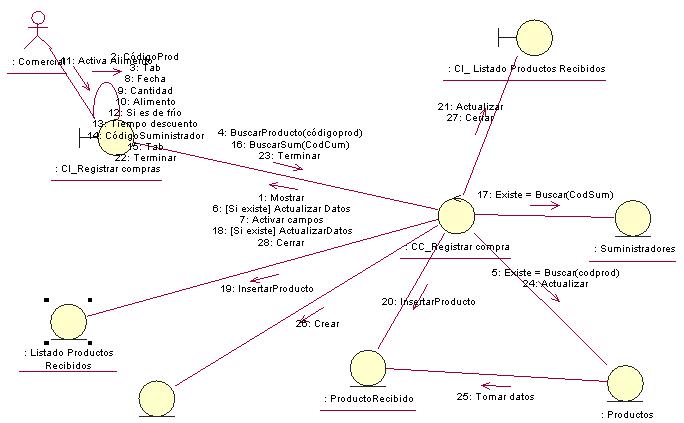 : Comercial
11: Activa Alimento
2: CódigoProd
3: Tab
8: Fecha
9: Cantidad
10: Alimento
12: Si es de frío
13: Tiempo descuento
14: CódigoSuministrador
15: Tab
22: Terminar
: CI_Registrar compras
: CI_ Listado Productos Recibidos
21: Actualizar
27: Cerrar
4: BuscarProducto(códigoprod)
16: BuscarSum(CodCum)
23: Terminar
1: Mostrar
6: [Si existe] Actualizar Datos
7: Activar campos
18: [Si existe] ActualizarDatos
28: Cerrar
17: Existe = Buscar(CodSum)
: Suministradores
: CC_Registrar compra
5: Existe = Buscar(codprod)
24: Actualizar
19: InsertarProducto
20: InsertarProducto
26: Crear
: Listado Productos
Recibidos
: ProductoRecibido
25: Tomar datos
: Productos